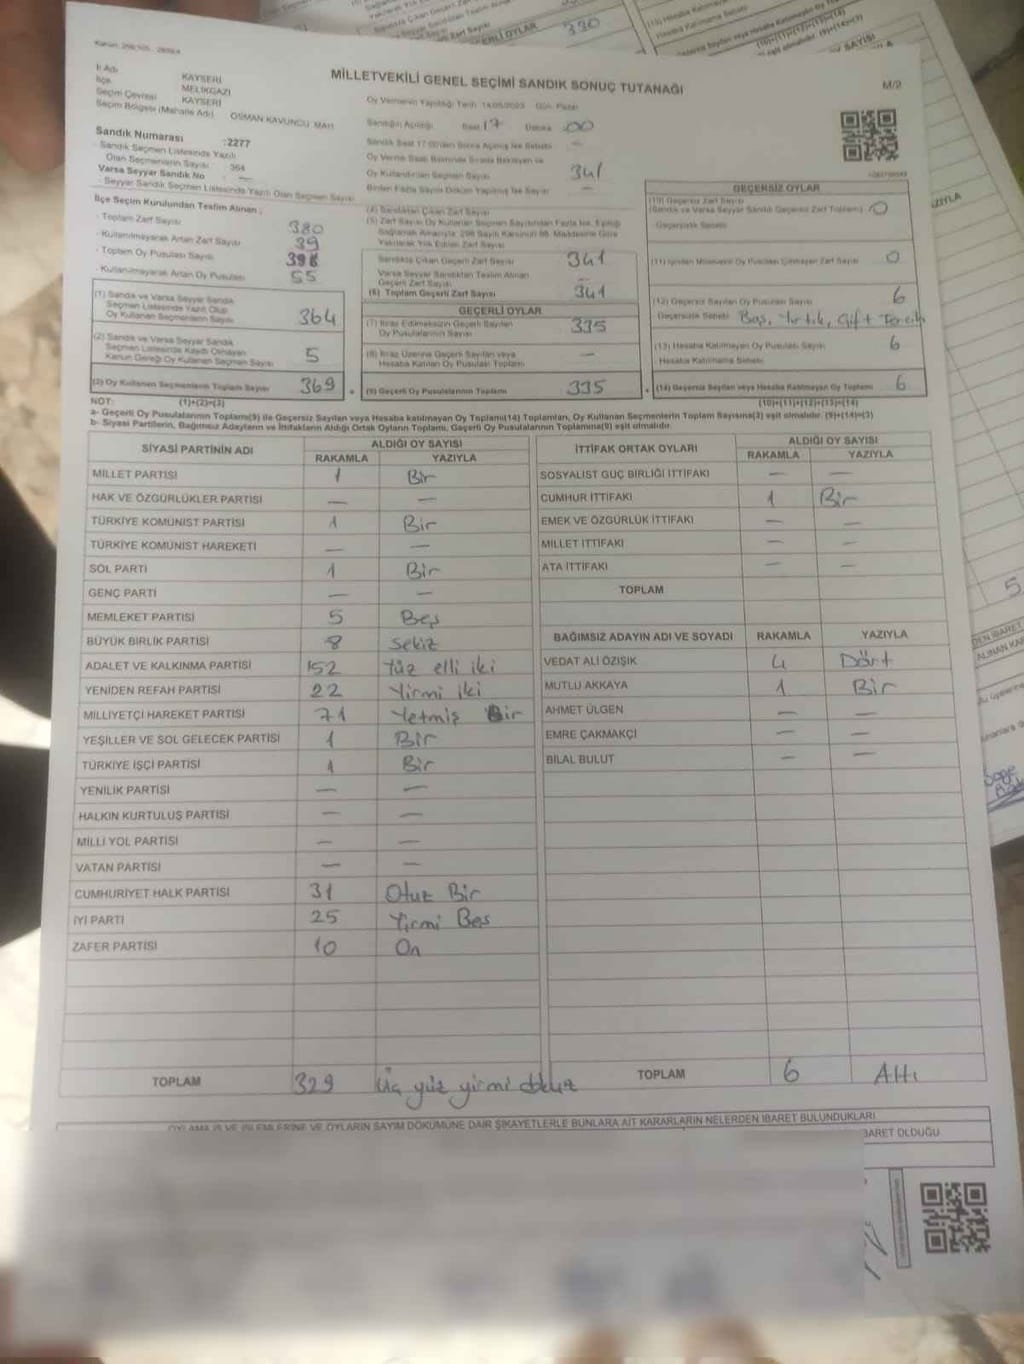 MİLLETVEKİLİ GENEL SEÇİMİ SANDIK SONUÇ TUTANAĞI
M/9
İl Adı KAYSERİ
İlçe MELİKGAZİ
Seçim Çevresi KAYSERİ
Seçim Bölgesi (Mahalle Adı) OSMAN KAVUNCU MAH
Sandık Numarası :2277
Sandık Seçmen Listesinde Yazılı
Olan Seçmenlerin Sayısı 364
Varsa Seyyar Sandık No —
Seyyar Sandık Seçmen Listesinde Yazılı Olan Seçmen Sayısı
Oy Vermenin Yapıldığı Tarih 14/05/2023 Gün Pazar
Sandığın Açıldığı Saat 17 Dakika 00
341
—
İlçe Seçim Kurulundan Teslim Alınan :
- Toplam Zarf Sayısı 380
- Kullanılmayarak Artan Zarf Sayısı 39
- Toplam Oy Pusulası Sayısı
- Kullanılmayarak Artan Oy Pusulası 55
(1) Sandık ve Varsa Seyyar Sandık
Seçmen Listesinde Yazılı Olup
Oy Kullanan Seçmenlerin Sayısı 364
(2) Sandık ve Varsa Seyyar Sandık
Seçmen Listesinde Kaydı Olmayan
Kanun Gereği Oy Kullanan Seçmen Sayısı 5
(3) Oy Kullanan Seçmenlerin Toplam Sayısı 369
(1)+(2)=(3)
(4) Sandıktan Çıkan Zarf Sayısı
Sandıkta Çıkan Geçerli Zarf Sayısı 341
Varsa Seyyar Sandıktan Teslim Alınan
Geçerli Zarf Sayısı —
(6) Toplam Geçerli Zarf Sayısı 341
GEÇERLİ OYLAR
(7) İtiraz Edilmeksizin Geçerli Sayılan
Oy Pusulalarının Sayısı 335
(8) İtiraz Üzerine Geçerli Sayılan veya
Hesaba Katılan Oy Pusulası Toplamı —
(9) Geçerli Oy Pusulalarının Toplamı 335
GEÇERSİZ OYLAR
(10) Geçersiz Zarf Sayısı
(Sandık ve Varsa Seyyar Sandık Geçersiz Zarf Toplamı) 0
Geçersizlik Sebebi
0
(12) Geçersiz Sayılan Oy Pusulası Sayısı 6
Geçersizlik Sebebi Boş, Yırtık, Çift Tercih
(13) Hesaba Katılmayan Oy Pusulası Sayısı 6
Hesaba Katılmama Sebebi
(14) Geçersiz Sayılan veya Hesaba Katılmayan Oy Toplamı 6
(10)+(11)+(12)+(13)=(14)
NOT:
a- Geçerli Oy Pusulalarının Toplamı(9) ile Geçersiz Sayılan veya Hesaba katılmayan Oy Toplamı(14) Toplamları, Oy Kullanan Seçmenlerin Toplam Sayısına(3) eşit olmalıdır. (9)+(14)=(3)
b- Siyasi Partilerin, Bağımsız Adayların ve İttifakların Aldığı Ortak Oyların Toplamı, Geçerli Oy Pusulalarının Toplamına(9) eşit olmalıdır.
SİYASİ PARTİNİN ADI ALDIĞI OY SAYISI
RAKAMLA YAZIYLA
MİLLET PARTİSİ 1 Bir
HAK VE ÖZGÜRLÜKLER PARTİSİ — —
TÜRKİYE KOMÜNİST PARTİSİ 1 Bir
TÜRKİYE KOMÜNİST HAREKETİ — —
SOL PARTİ 1 Bir
GENÇ PARTİ — —
MEMLEKET PARTİSİ 5 Beş
BÜYÜK BİRLİK PARTİSİ 8 Sekiz
ADALET VE KALKINMA PARTİSİ 152 Yüz elli iki
YENİDEN REFAH PARTİSİ 22 Yirmi iki
MİLLİYETÇİ HAREKET PARTİSİ 71 Yetmiş Bir
YEŞİLLER VE SOL GELECEK PARTİSİ 1 Bir
TÜRKİYE İŞÇİ PARTİSİ 1 Bir
YENİLİK PARTİSİ — —
HALKIN KURTULUŞ PARTİSİ — —
MİLLİ YOL PARTİSİ — —
VATAN PARTİSİ — —
CUMHURİYET HALK PARTİSİ 31 Otuz Bir
İYİ PARTİ 25 Yirmi Beş
ZAFER PARTİSİ 10 On
TOPLAM 329 Üç yüz yirmi dokuz
İTTİFAK ORTAK OYLARI ALDIĞI OY SAYISI
RAKAMLA YAZIYLA
SOSYALİST GÜÇ BİRLİĞİ İTTİFAKI — —
CUMHUR İTTİFAKI 1 Bir
EMEK VE ÖZGÜRLÜK İTTİFAKI — —
MİLLET İTTİFAKI — —
ATA İTTİFAKI — —
TOPLAM
BAĞIMSIZ ADAYIN ADI VE SOYADI RAKAMLA YAZIYLA
VEDAT ALİ ÖZIŞIK 4 Dört
MUTLU AKKAYA 1 Bir
AHMET ÜLGEN — —
EMRE ÇAKMAKÇI — —
BİLAL BULUT — —
TOPLAM 6 Altı
OYLAMA İŞ VE İŞLEMLERİNE VE OYLARIN SAYIM DÖKÜMÜNE DAİR ŞİKAYETLERLE BUNLARA AİT KARARLARIN NELERDEN İBARET BULUNDUKLARI
BARET OLDUĞU